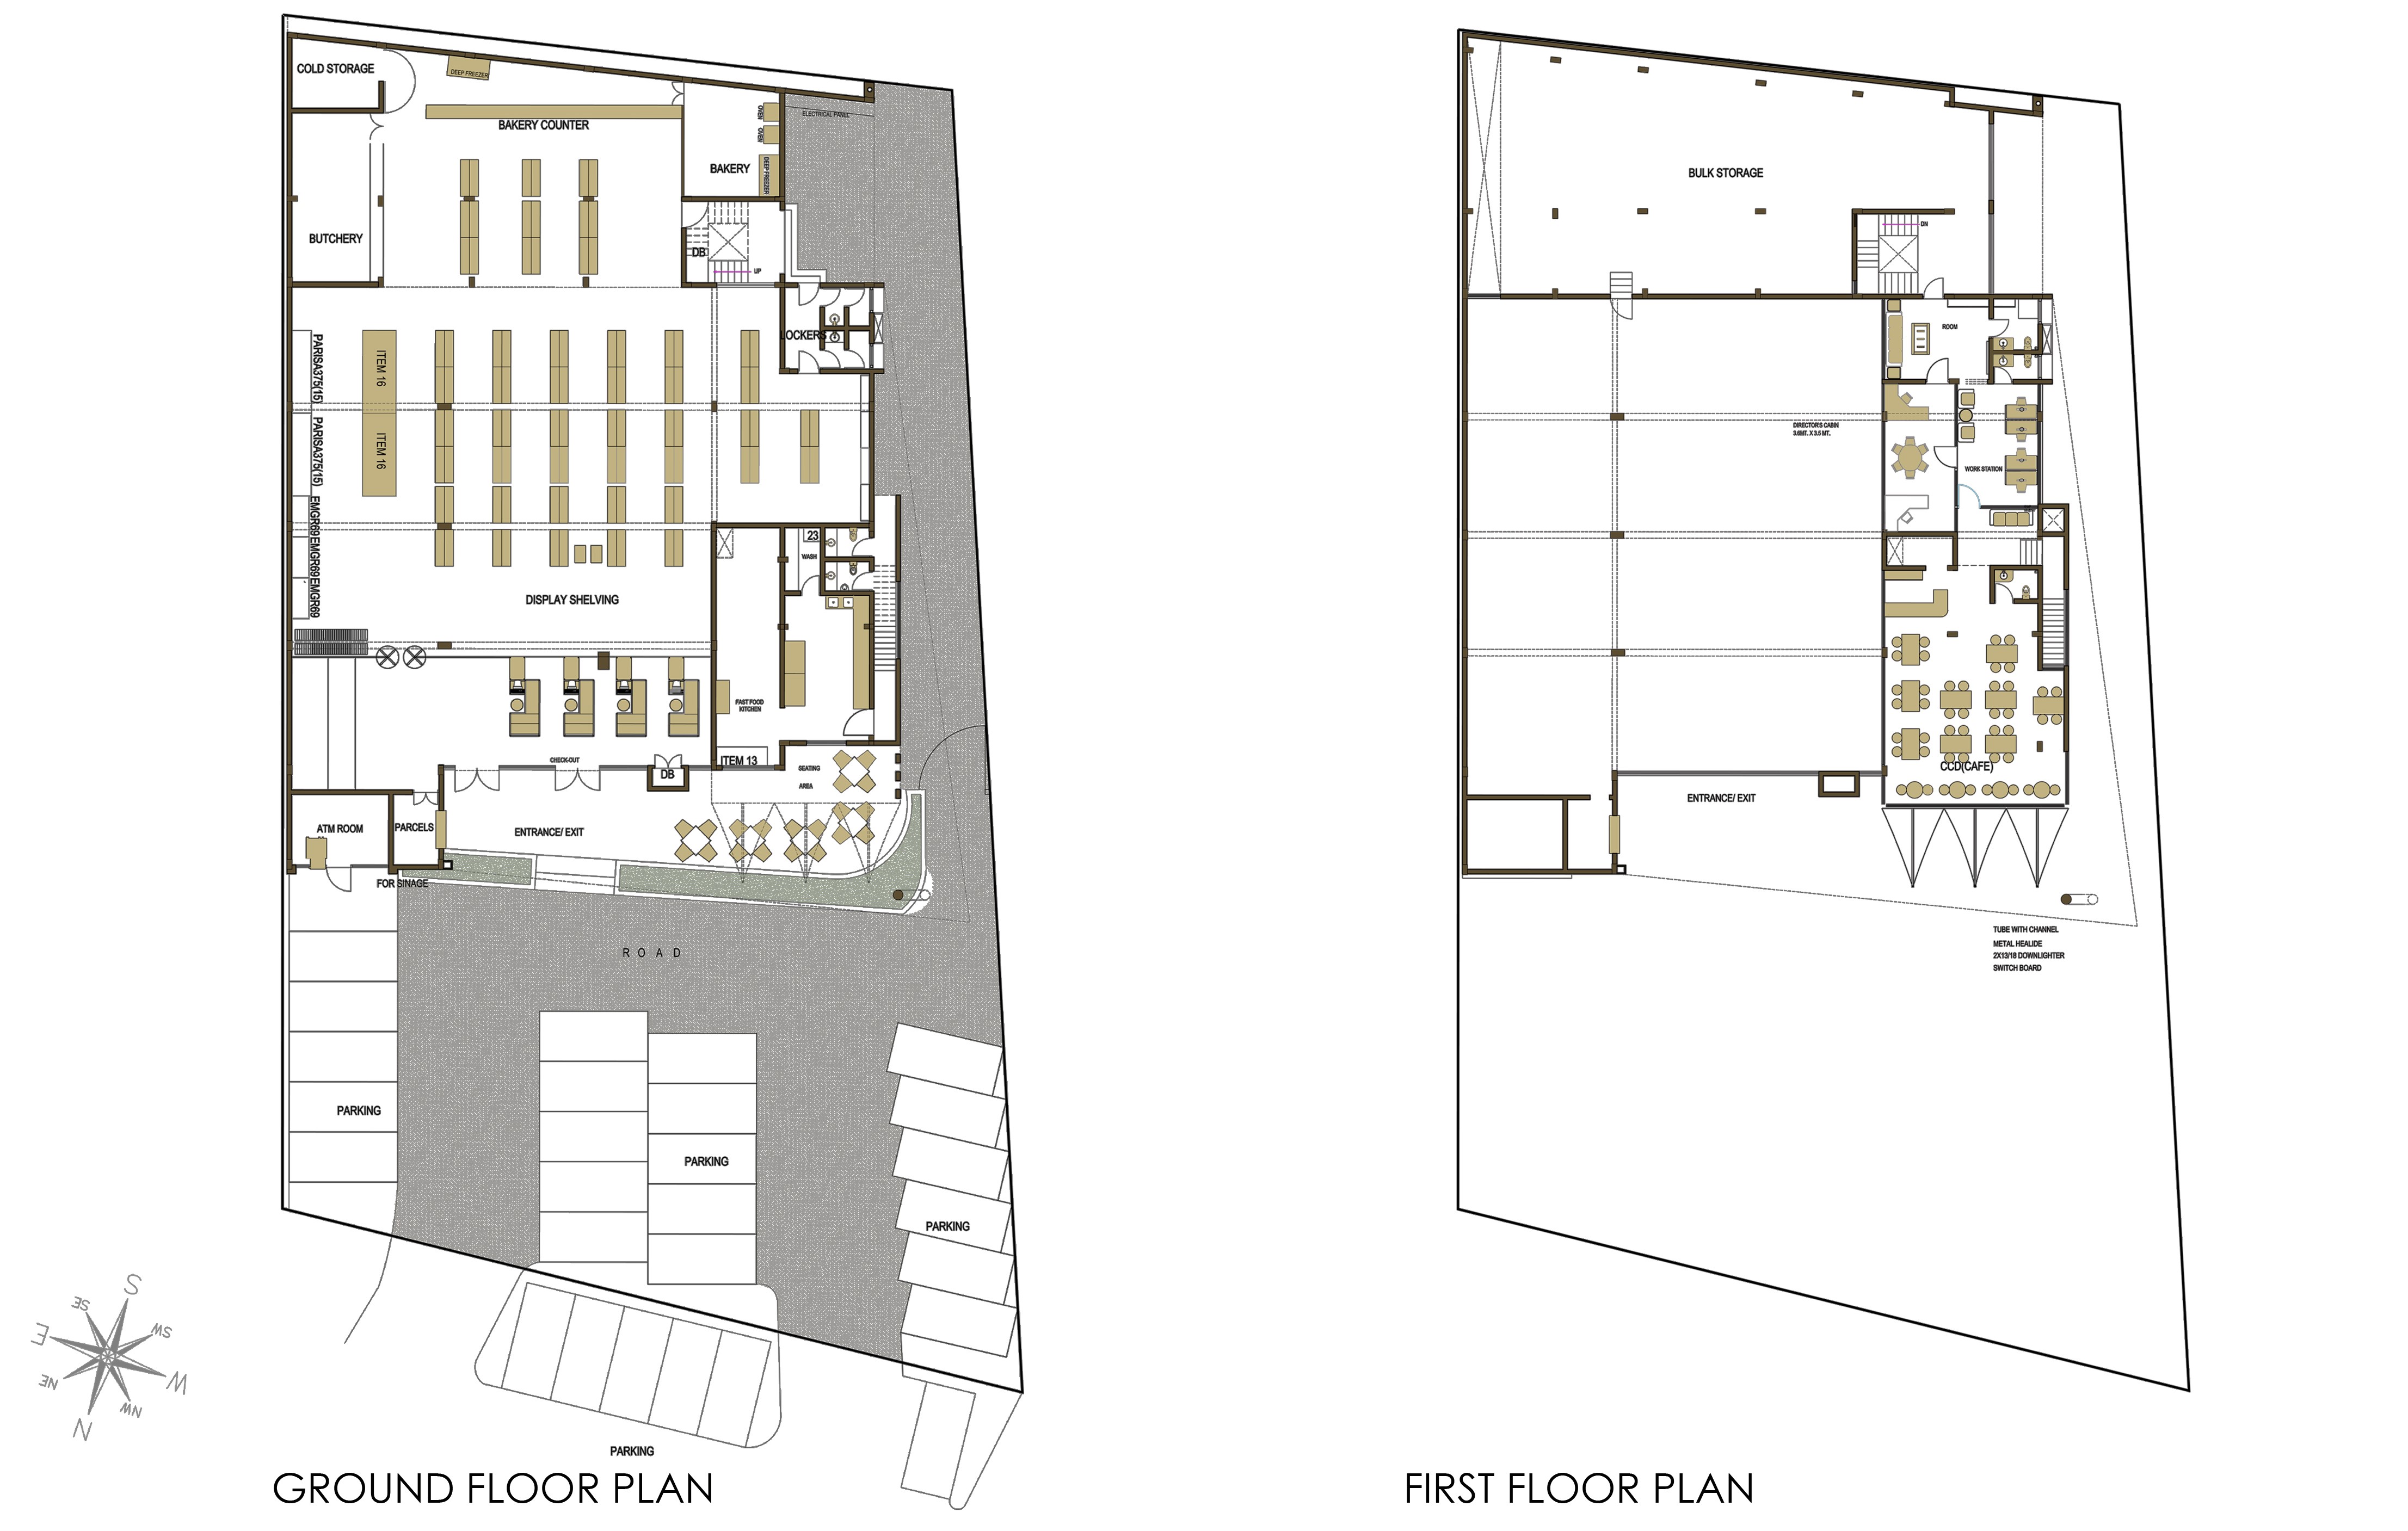 COLD STORAGE
DEEP FREEZER
BAKERY COUNTER
OVEN
OVEN
DEEP FREEZER
BAKERY
ELECTRICAL PANEL
BUTCHERY
DB
UP
LOCKERS
PARISA375(15)
PARISA375(15)
EMGR69
EMGR69
EMGR69
ITEM 16
ITEM 16
23
WASH
DISPLAY SHELVING
FAST FOOD
KITCHEN
CHECK-OUT
DB
ITEM 13
SEATING
AREA
ATM ROOM
PARCELS
ENTRANCE/ EXIT
FOR SINAGE
ROAD
PARKING
PARKING
PARKING
PARKING
S
SE
SW
E
W
NE
NW
N
GROUND FLOOR PLAN
BULK STORAGE
DN
ROOM
DIRECTOR'S CABIN
3.6MT. X 3.5 MT.
WORK STATION
CCD(CAFE)
ENTRANCE/ EXIT
TUBE WITH CHANNEL
METAL HEALIDE
2X13/18 DOWNLIGHTER
SWITCH BOARD
FIRST FLOOR PLAN